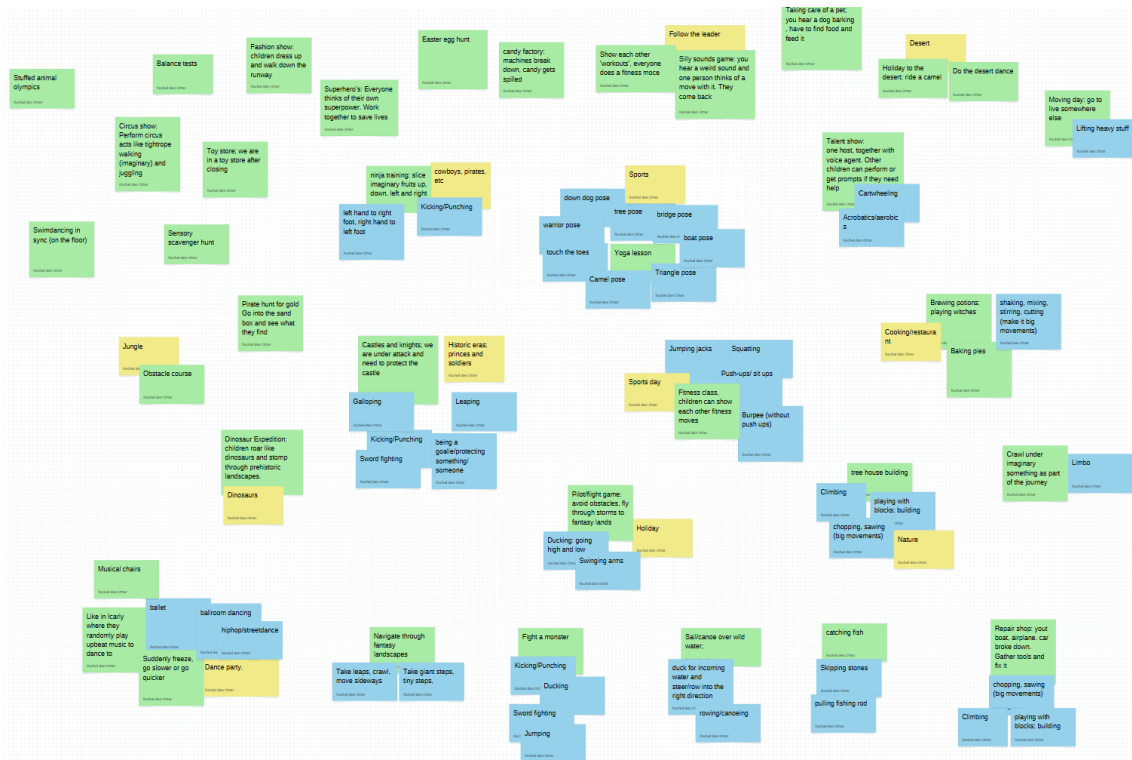 Taking care of a pet,
you hear a dog barking
, have to find food and
feed it
Easter egg hunt
Follow the leader
Fashion show:
children dress up
and walk down the
runway
Desert
candy factory:
machines break
down, candy gets
spilled
Show each other
'workouts', everyone
does a fitness moce
Balance tests
Silly sounds game: you
hear a weird sound and
one person thinks of a
move with it. They
come back
Holiday to the
desert: ride a camel
Do the desert dance
Stuffed animal
olympics
Superhero's: Everyone
thinks of their own
superpower. Work
together to save lives
Moving day: go to
live somewhere
else
Lifting heavy stuff
Circus show:
Perform circus
acts like tightrope
walking
(imaginary) and
juggling
Toy store; we are
in a toy store after
closing
Talent show:
one host, together with
voice agent. Other
children can perform or
get prompts if they need
help
Cartwheeling
Acrobatics/aerobic
s
ninja training: slice
imaginary fruits up,
down, left and right
cowboys, pirates,
etc
left hand to right
foot, right hand to
left foot
Kicking/Punching
Sports
down dog pose
tree pose
bridge pose
warrior pose
boat pose
touch the toes
Yoga lesson
Camel pose
Triangle pose
Swimdancing in
sync (on the floor)
Sensory
scavenger hunt
Pirate hunt for gold
Go into the sand
box and see what
they find
Brewing potions:
playing witches
shaking, mixing,
stirring, cutting
(make it big
movements)
Cooking/restaura
nt
Baking pies
Jungle
Obstacle course
Castles and knights; we
are under attack and
need to protect the
castle
Historic eras;
princes and
soldiers
Galloping
Leaping
Kicking/Punching
Sword fighting
being a
goalie/protecting
something/
someone
Jumping jacks
Squatting
Push-ups/ sit ups
Sports day
Fitness class,
children can show
each other fitness
moves
Burpee (without
push ups)
Dinosaur Expedition:
children roar like
dinosaurs and stomp
through prehistoric
landscapes.
Dinosaurs
Crawl under
imaginary
something as part
of the journey
Limbo
tree house building
Climbing
playing with
blocks; building
chopping, sawing
(big movements)
Nature
Pilot/flight game:
avoid obstacles, fly
through storms to
fantasy lands
Holiday
Ducking: going
high and low
Swinging arms
Musical chairs
Like in Icarly
where they
randomly play
upbeat music to
dance to
ballet
ballroom dancing
hiphop/streetdance
Suddenly freeze,
go slower or go
quicker
Dance party.
Navigate through
fantasy
landscapes
Take leaps, crawl,
move sideways
Take giant steps,
tiny steps,
Fight a monster
Kicking/Punching
Ducking
Sword fighting
Jumping
Sail/canoe over wild
water;
duck for incoming
water and
steer/row into the
right direction
rowing/canoeing
catching fish
Skipping stones
pulling fishing rod
Repair shop: yout
boat, airplane. car
broke down.
Gather tools and
fix it
chopping, sawing
(big movements)
Climbing
playing with
blocks; building